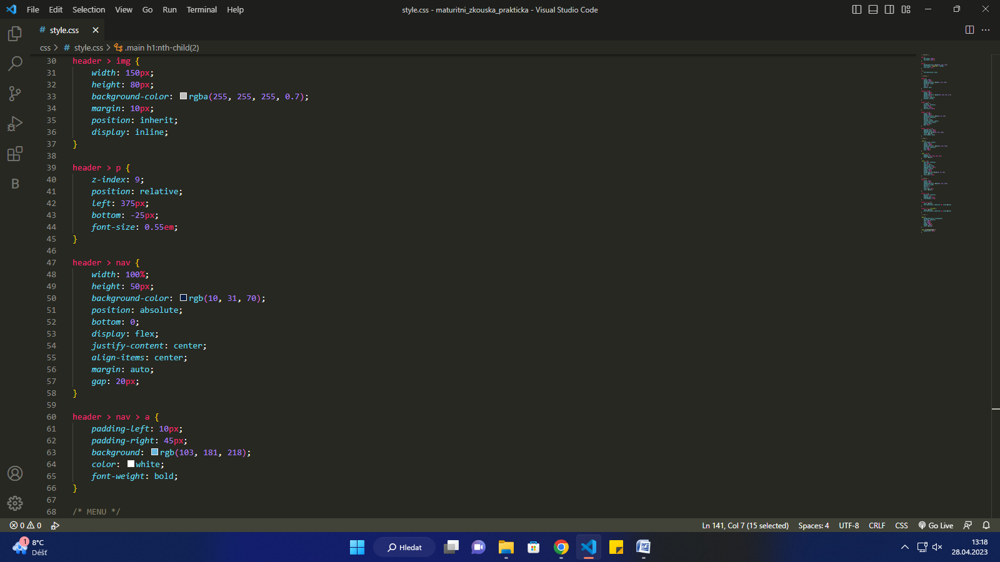 File Edit Selection View Go Run Terminal Help
style.css - maturitni_zkouska_prakticka - Visual Studio Code
# style.css
css > # style.css > .main h1:nth-child(2)
30 header > img {
31 width: 150px;
32 height: 80px;
33 background-color: rgba(255, 255, 255, 0.7);
34 margin: 10px;
35 position: inherit;
36 display: inline;
37 }
38
39 header > p {
40 z-index: 9;
41 position: relative;
42 left: 375px;
43 bottom: -25px;
44 font-size: 0.55em;
45 }
46
47 header > nav {
48 width: 100%;
49 height: 50px;
50 background-color: rgb(10, 31, 70);
51 position: absolute;
52 bottom: 0;
53 display: flex;
54 justify-content: center;
55 align-items: center;
56 margin: auto;
57 gap: 20px;
58 }
59
60 header > nav > a {
61 padding-left: 10px;
62 padding-right: 45px;
63 background: rgb(103, 181, 218);
64 color: white;
65 font-weight: bold;
66 }
67
68 /* MENU */
B
0 0
Ln 141, Col 7 (15 selected) Spaces: 4 UTF-8 CRLF CSS Go Live
1
8°C
Déšť
Hledat
13:18
28.04.2023